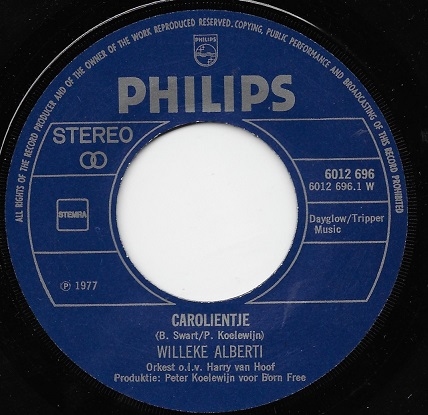 ALL RIGHTS OF THE RECORD PRODUCER AND OF THE OWNER OF THE WORK REPRODUCED RESERVED. COPYING, PUBLIC PERFORMANCE AND BROADCASTING OF THIS RECORD PROHIBITED
PHILIPS
PHILIPS
STEREO
6012 696
6012 696.1 W
STEMRA
Dayglow/Tripper
Music
Ⓟ 1977
CAROLIENTJE
(B. Swart/P. Koelewijn)
WILLEKE ALBERTI
Orkest o.l.v. Harry van Hoof
Produktie: Peter Koelewijn voor Born Free